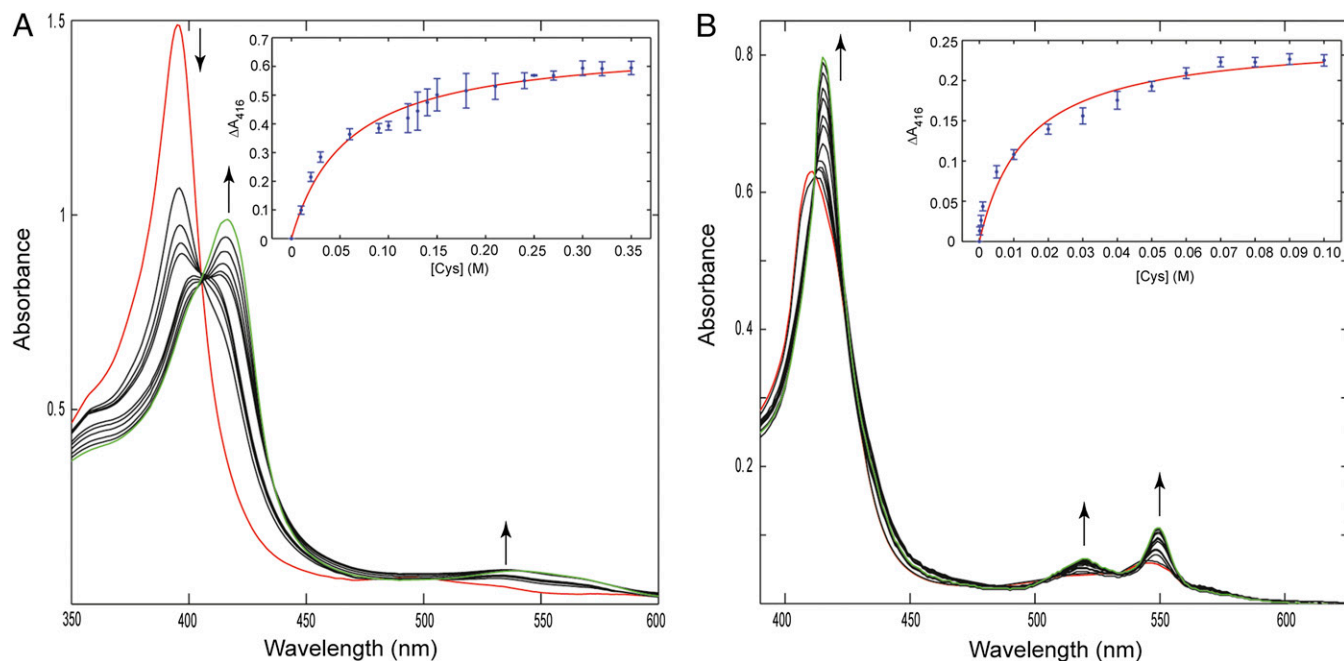 A
1.5
1
0.5
Absorbance
350 400 450 500 550 600
Wavelength (nm)
0.7
0.6
0.5
0.4
0.3
0.2
0.1
0
ΔA416
0 0.05 0.10 0.15 0.20 0.25 0.30 0.35
[Cys] (M)
B
0.8
0.6
0.4
0.2
Absorbance
400 450 500 550 600
Wavelength (nm)
0.25
0.20
0.15
0.10
0.05
0
ΔA416
0 0.01 0.02 0.03 0.04 0.05 0.06 0.07 0.08 0.09 0.10
[Cys] (M)